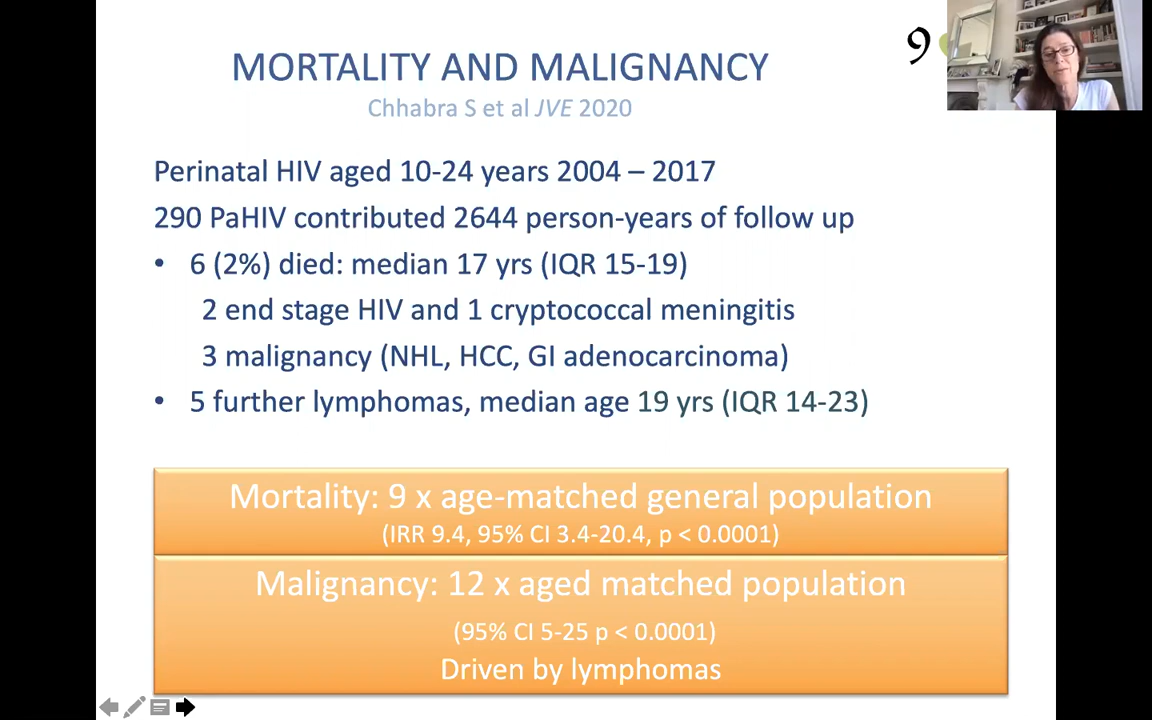 MORTALITY AND MALIGNANCY
Chhabra S et al JVE 2020
9
Perinatal HIV aged 10-24 years 2004 – 2017
290 PaHIV contributed 2644 person-years of follow up
• 6 (2%) died: median 17 yrs (IQR 15-19)
2 end stage HIV and 1 cryptococcal meningitis
3 malignancy (NHL, HCC, GI adenocarcinoma)
• 5 further lymphomas, median age 19 yrs (IQR 14-23)
Mortality: 9 x age-matched general population
(IRR 9.4, 95% CI 3.4-20.4, p < 0.0001)
Malignancy: 12 x aged matched population
(95% CI 5-25 p < 0.0001)
Driven by lymphomas